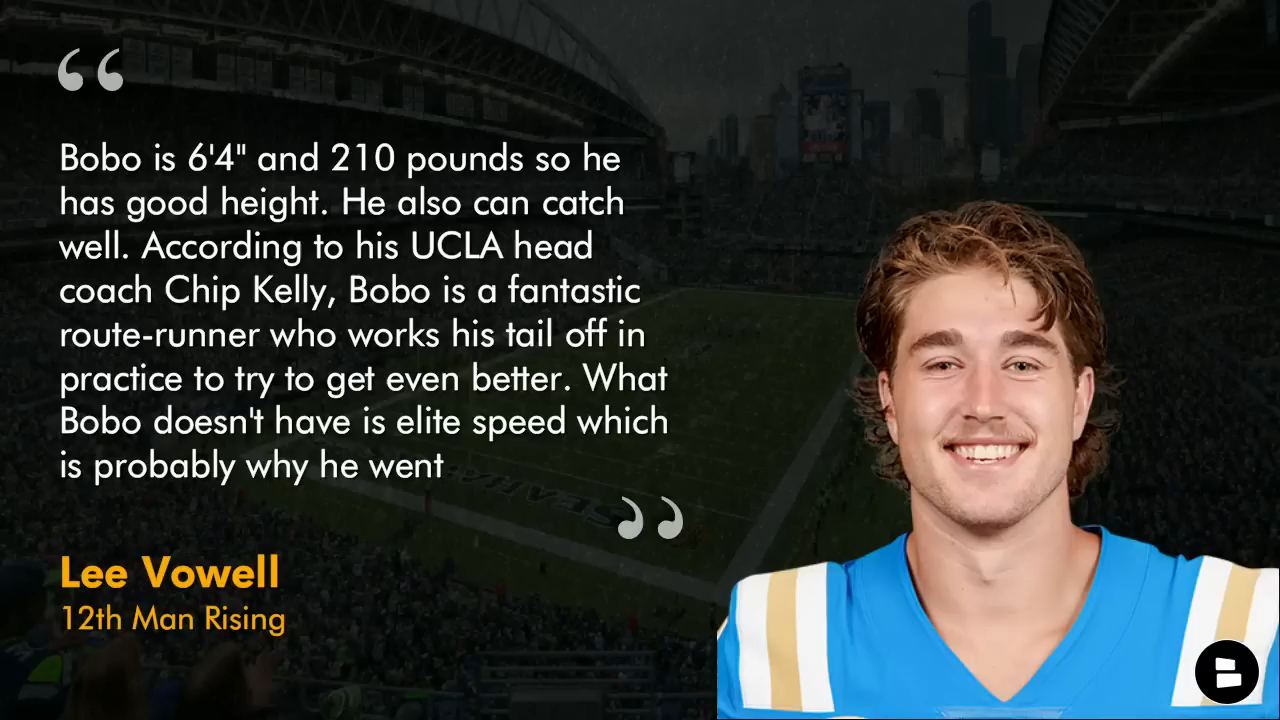 Bobo is 6'4" and 210 pounds so he
has good height. He also can catch
well. According to his UCLA head
coach Chip Kelly, Bobo is a fantastic
route-runner who works his tail off in
practice to try to get even better. What
Bobo doesn't have is elite speed which
is probably why he went
SEAHAWKS
Lee Vowell
12th Man Rising